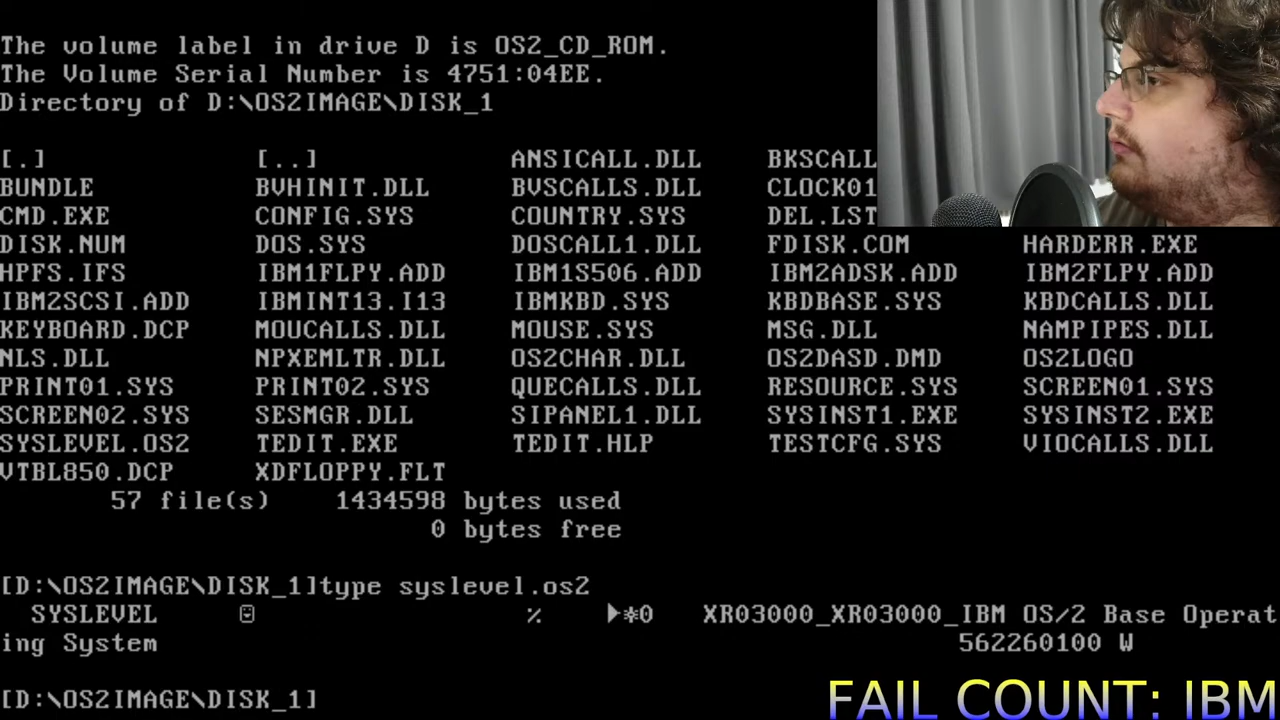 The volume label in drive D is OS2_CD_ROM.
The Volume Serial Number is 4751:04EE.
Directory of D:\OS2IMAGE\DISK_1
[.] [..] ANSICALL.DLL BKSCALL
BUNDLE BVHINIT.DLL BVSCALLS.DLL CLOCK01
CMD.EXE CONFIG.SYS COUNTRY.SYS DEL.LST
DISK.NUM DOS.SYS DOSCALL1.DLL FDISK.COM HARDERR.EXE
HPFS.IFS IBM1FLPY.ADD IBM1S506.ADD IBM2ADSK.ADD IBM2FLPY.ADD
IBM2SCSI.ADD IBMINT13.I13 IBMKBD.SYS KBDBASE.SYS KBDCALLS.DLL
KEYBOARD.DCP MOUCALLS.DLL MOUSE.SYS MSG.DLL NAMPIPES.DLL
NLS.DLL NPXEMLTR.DLL OS2CHAR.DLL OS2DASD.DMD OS2LOGO
PRINT01.SYS PRINT02.SYS QUECALLS.DLL RESOURCE.SYS SCREEN01.SYS
SCREEN02.SYS SESMGR.DLL SIPANEL1.DLL SYSINST1.EXE SYSINST2.EXE
SYSLEVEL.OS2 TEDIT.EXE TEDIT.HLP TESTCFG.SYS VIOCALLS.DLL
VTBL850.DCP XDFLOPPY.FLT
57 file(s) 1434598 bytes used
0 bytes free
[D:\OS2IMAGE\DISK_1]type syslevel.os2
SYSLEVEL ☺ % ►☼0 XR03000_XR03000_IBM OS/2 Base Operat
ing System 562260100 W
[D:\OS2IMAGE\DISK_1]
FAIL COUNT: IBM